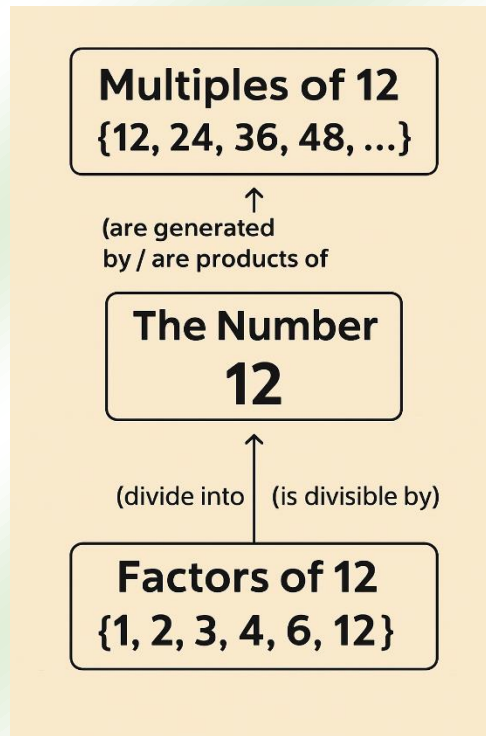 Multiples of 12
{12, 24, 36, 48, ...}
(are generated
by / are products of
The Number
12
(divide into
(is divisible by)
Factors of 12
{1, 2, 3, 4, 6, 12}